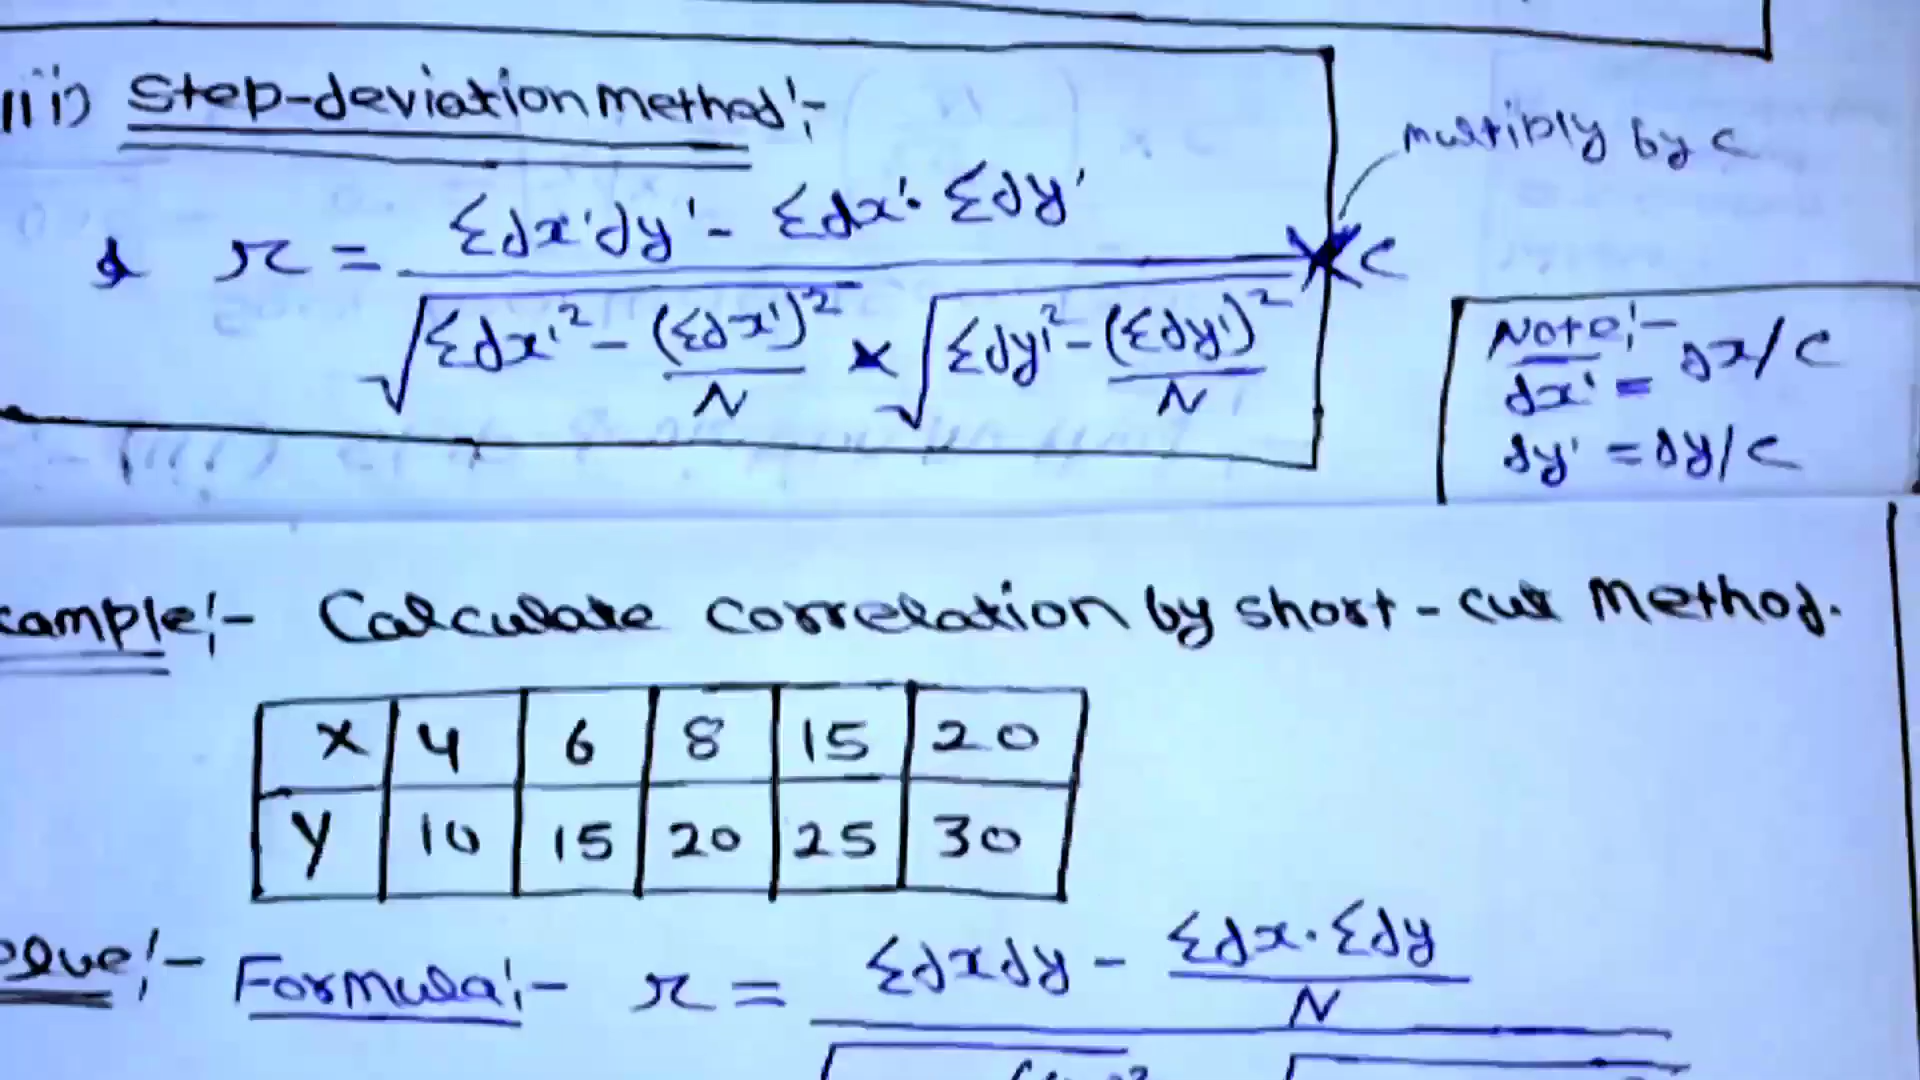 iii) Step-deviation Method:-
multiply by c
r = Σdx'dy' - Σdx'. Σdy'
× c
√Σdx'² - (Σdx')²/N × √Σdy'² - (Σdy')²/N
Note:-
dx' = dx/c
dy' = dy/c
xample:- Calculate correlation by short-cut Method.
X 4 6 8 15 20
Y 10 15 20 25 30
olve:- Formula:- r = Σdxdy - Σdx.Σdy
N